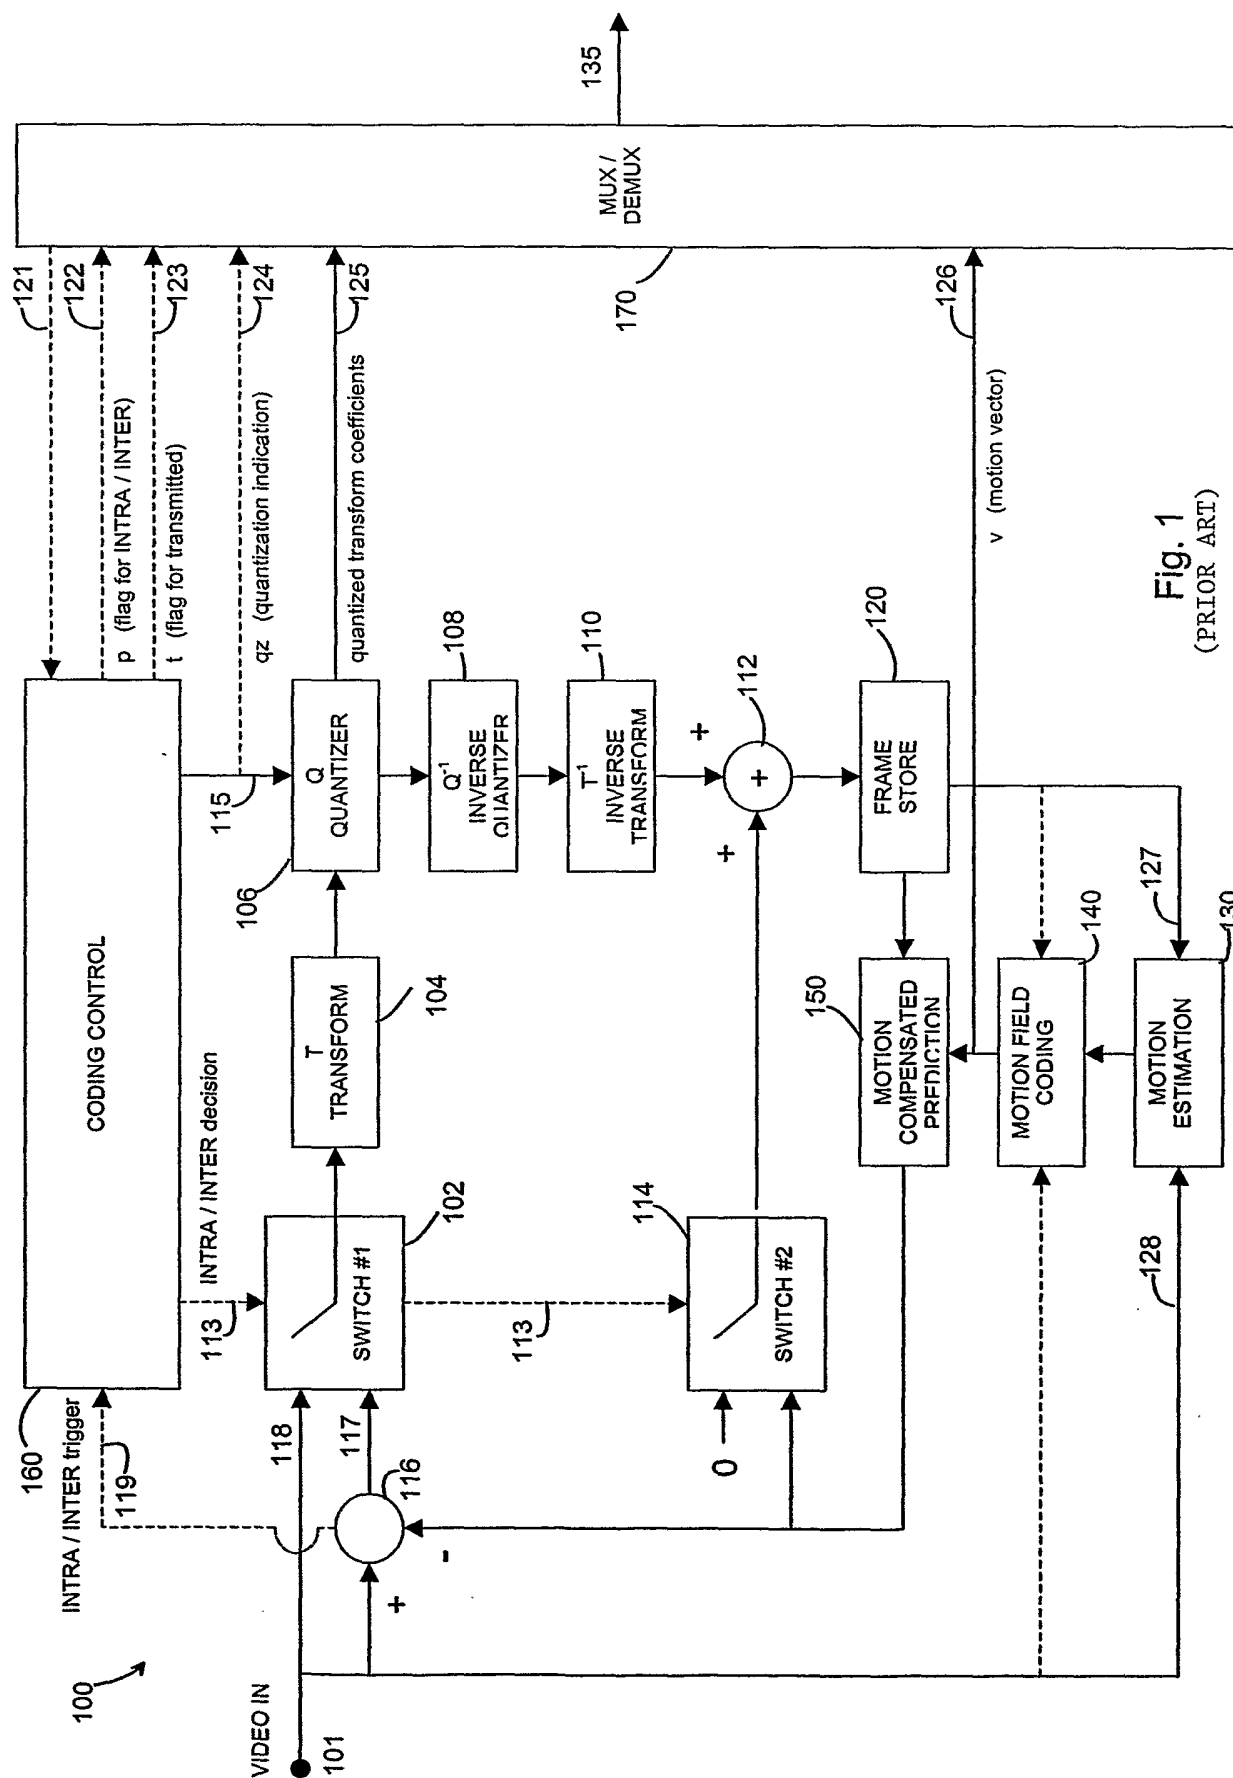 100
VIDEO IN
101
INTRA / INTER trigger
119
160
CODING CONTROL
121
122
p (flag for INTRA / INTER)
123
t (flag for transmitted)
124
qz (quantization indication)
125
quantized transform coefficients
113
INTRA / INTER decision
115
118
117
116
+
-
SWITCH #1
102
T
TRANSFORM
104
Q
QUANTIZER
106
Q-1
INVERSE
QUANTIZER
108
T-1
INVERSE
TRANSFORM
110
113
0
SWITCH #2
114
+
+
+
112
FRAME
STORE
120
MOTION
COMPENSATED
PREDICTION
150
MOTION FIELD
CODING
140
MOTION
ESTIMATION
130
127
128
v (motion vector)
126
170
MUX /
DEMUX
135
Fig. 1
(PRIOR ART)